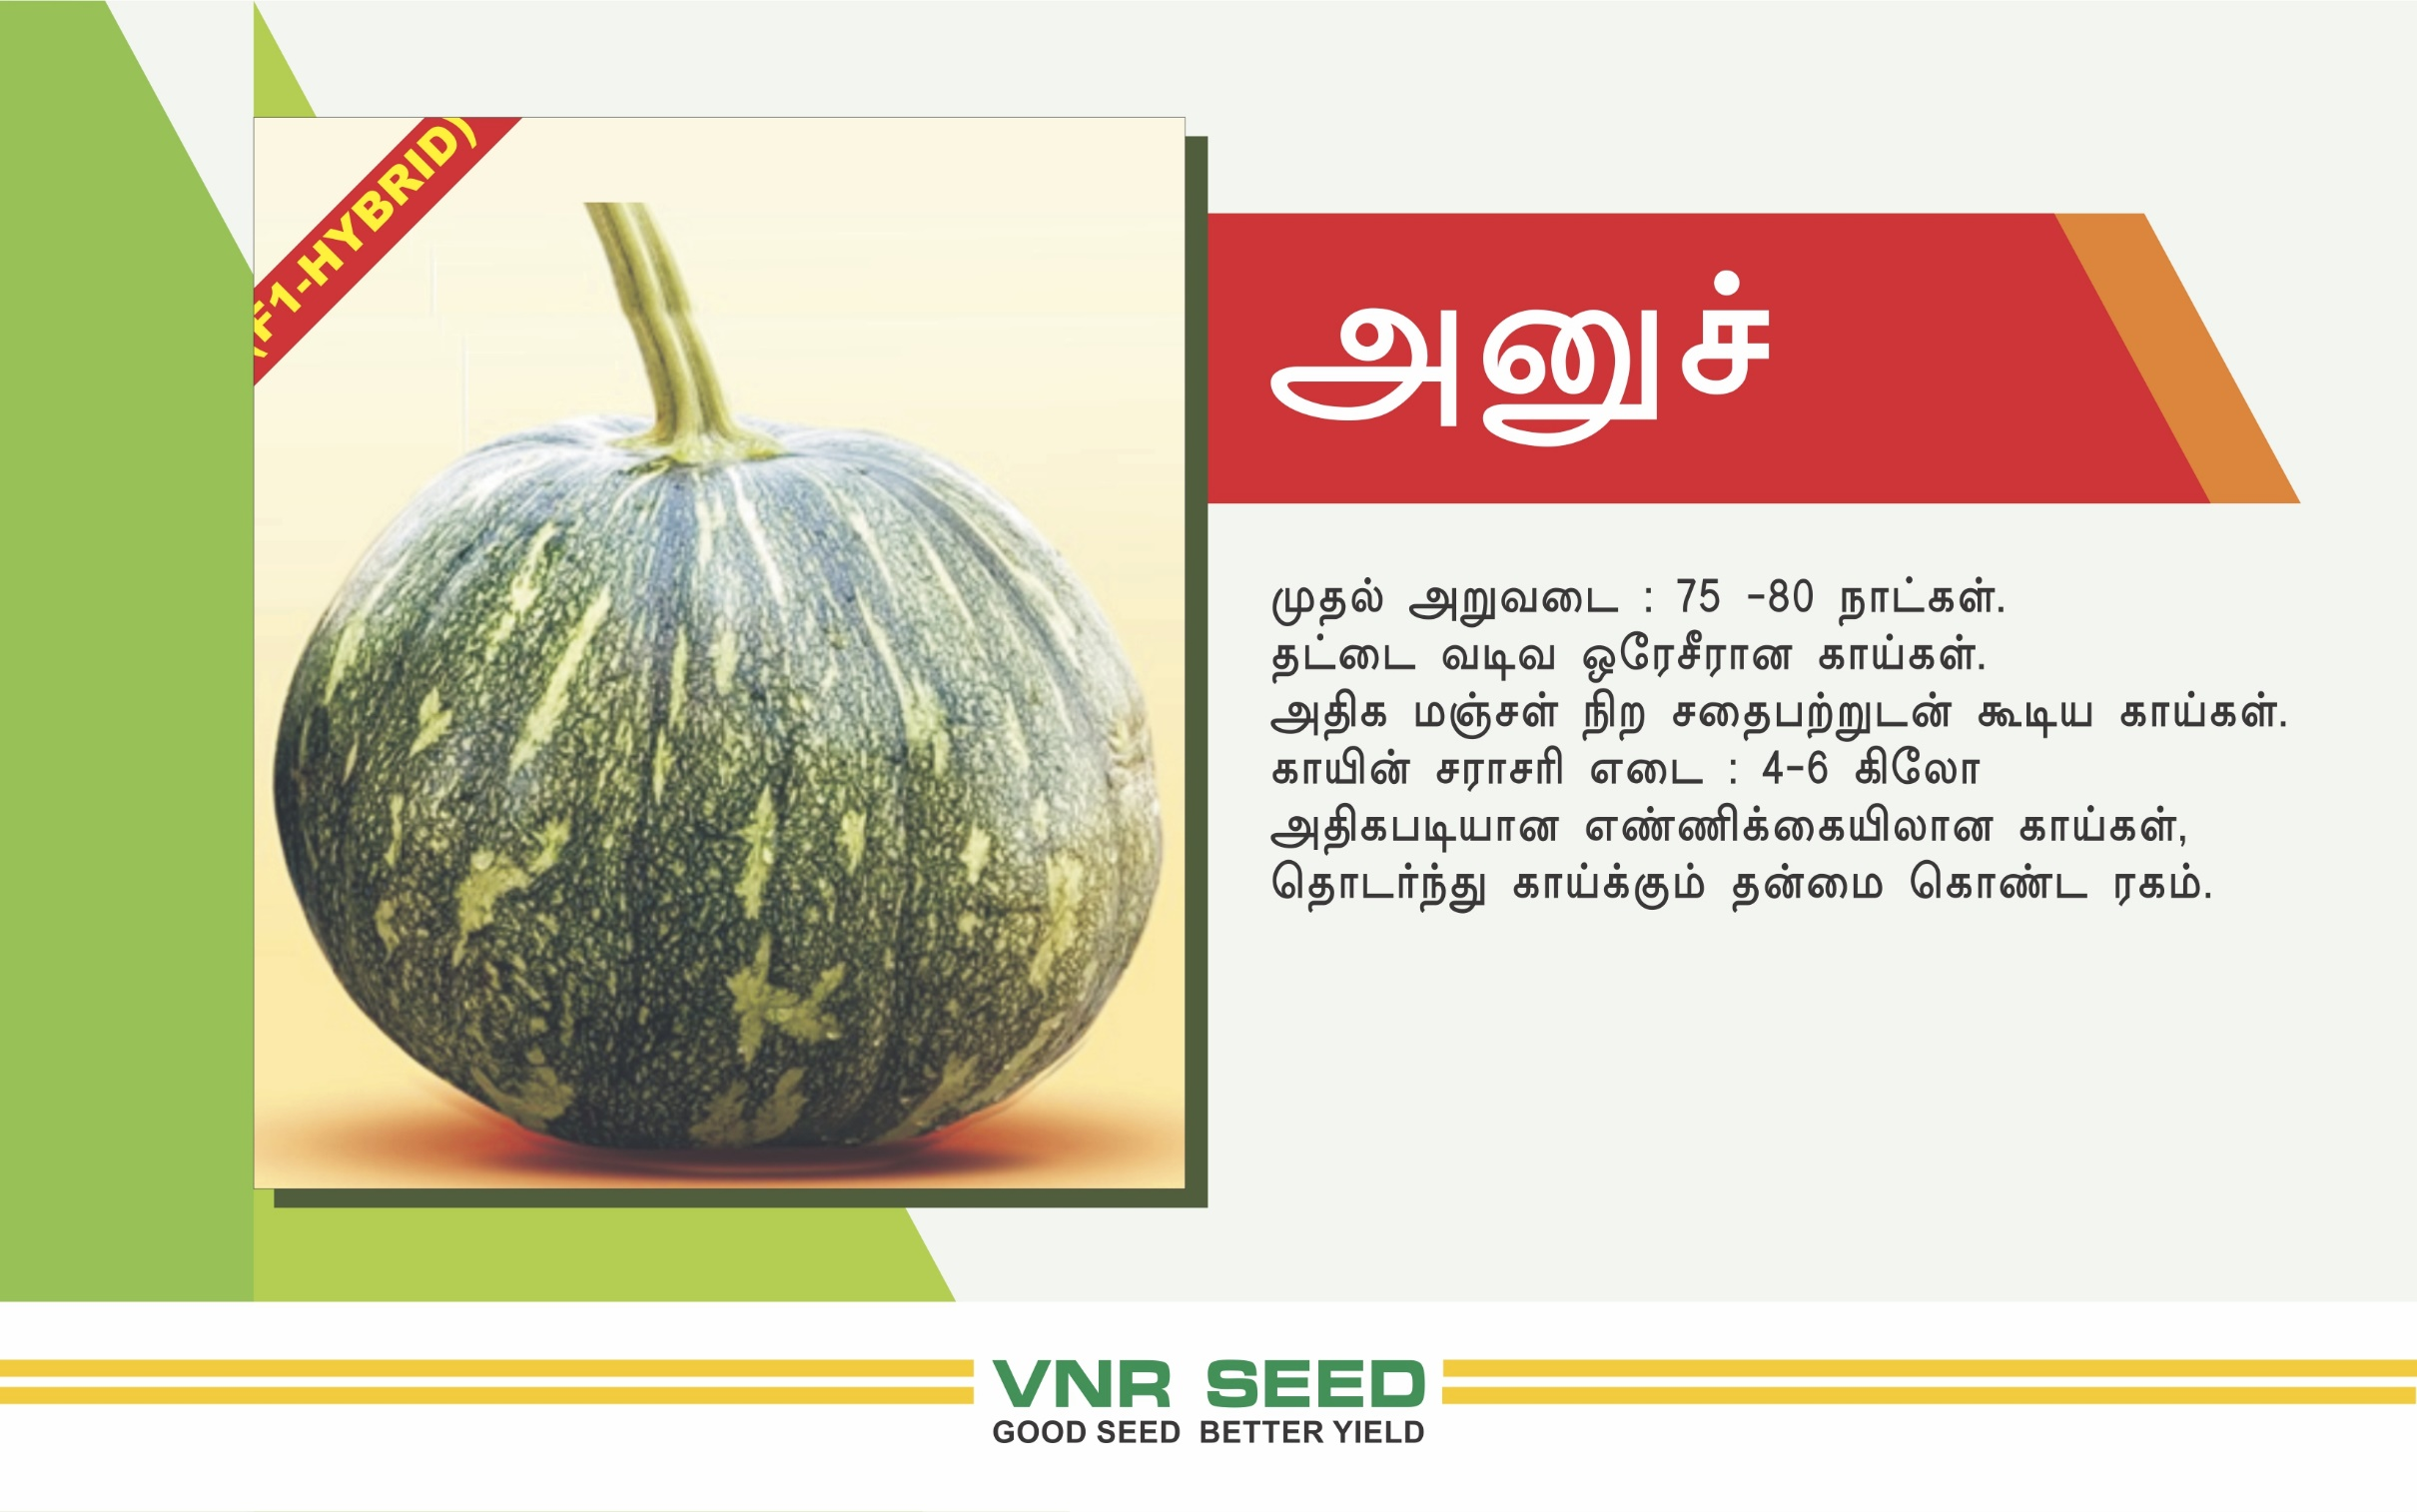 (F1-HYBRID)
அனுச்
முதல் அறுவடை : 75 -80 நாட்கள்.
தட்டை வடிவ ஒரேசீரான காய்கள்.
அதிக மஞ்சள் நிற சதைபற்றுடன் கூடிய காய்கள்.
காயின் சராசரி எடை : 4-6 கிலோ
அதிகபடியான எண்ணிக்கையிலான காய்கள்,
தொடர்ந்து காய்க்கும் தன்மை கொண்ட ரகம்.
VNR SEED
GOOD SEED BETTER YIELD